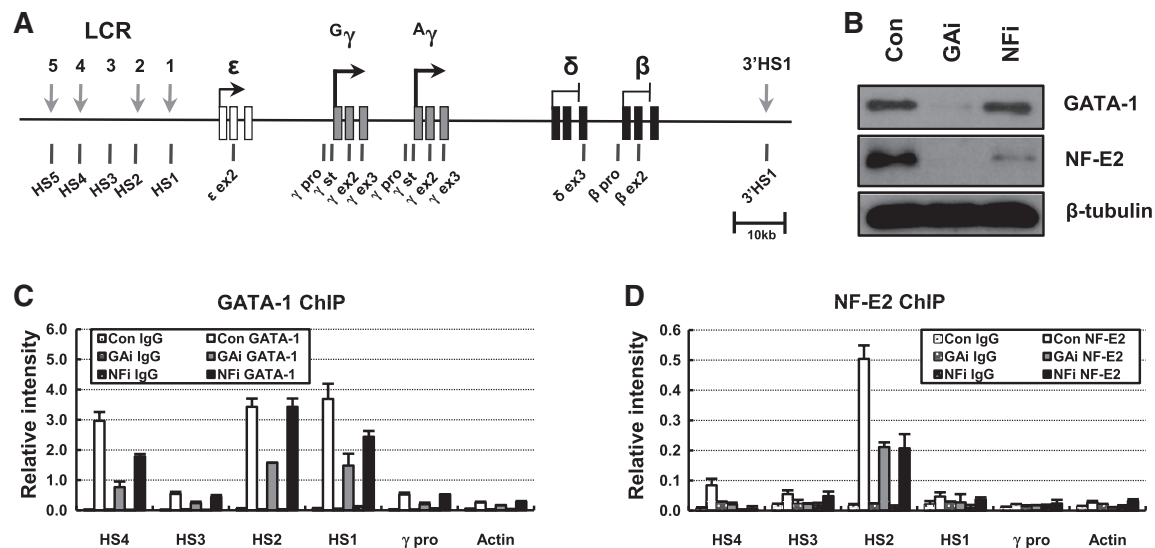 A
LCR
5 4 3 2 1
ε
Gγ
Aγ
δ
β
3'HS1
HS5 HS4 HS3 HS2 HS1
ε ex2
γ pro γ st γ ex2 γ ex3
γ pro γ st γ ex2 γ ex3
δ ex3
β pro β ex2
3'HS1
10kb
B
Con GAi NFi
GATA-1
NF-E2
β-tubulin
C
GATA-1 ChIP
Relative intensity
6.0
5.0
4.0
3.0
2.0
1.0
0.0
Con IgG Con GATA-1
GAi IgG GAi GATA-1
NFi IgG NFi GATA-1
HS4 HS3 HS2 HS1 γ pro Actin
D
NF-E2 ChIP
Relative intensity
0.6
0.5
0.4
0.3
0.2
0.1
0.0
Con IgG Con NF-E2
GAi IgG GAi NF-E2
NFi IgG NFi NF-E2
HS4 HS3 HS2 HS1 γ pro Actin